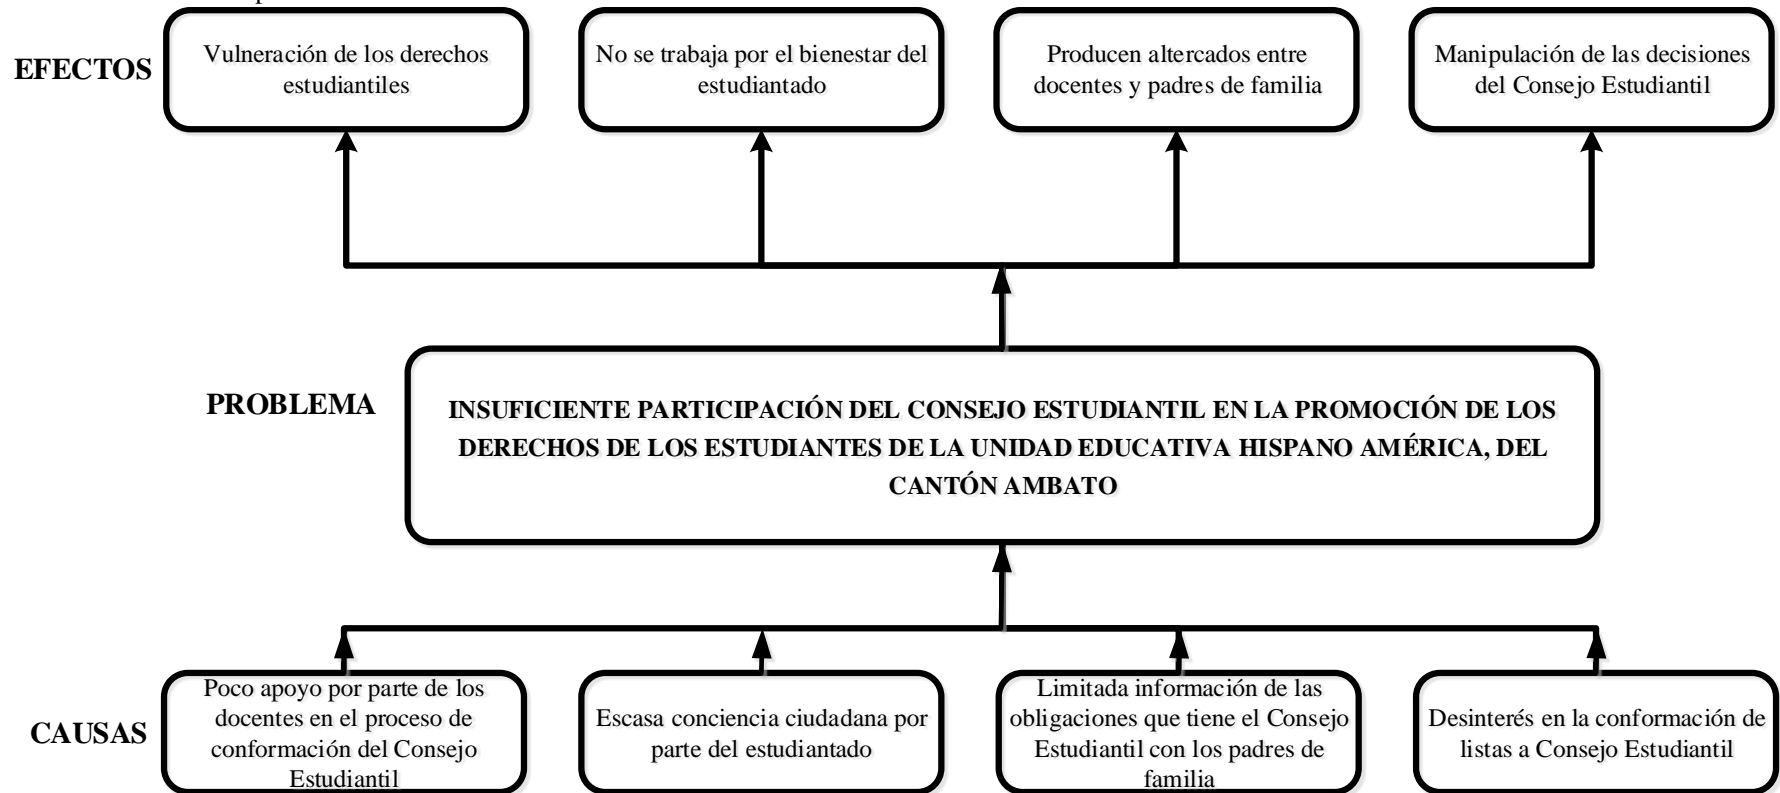 EFECTOS
Vulneración de los derechos
estudiantiles
No se trabaja por el bienestar del
estudiantado
Producen altercados entre
docentes y padres de familia
Manipulación de las decisiones
del Consejo Estudiantil
PROBLEMA
INSUFICIENTE PARTICIPACIÓN DEL CONSEJO ESTUDIANTIL EN LA PROMOCIÓN DE LOS
DERECHOS DE LOS ESTUDIANTES DE LA UNIDAD EDUCATIVA HISPANO AMÉRICA, DEL
CANTÓN AMBATO
CAUSAS
Poco apoyo por parte de los
docentes en el proceso de
conformación del Consejo
Estudiantil
Escasa conciencia ciudadana por
parte del estudiantado
Limitada información de las
obligaciones que tiene el Consejo
Estudiantil con los padres de
familia
Desinterés en la conformación de
listas a Consejo Estudiantil